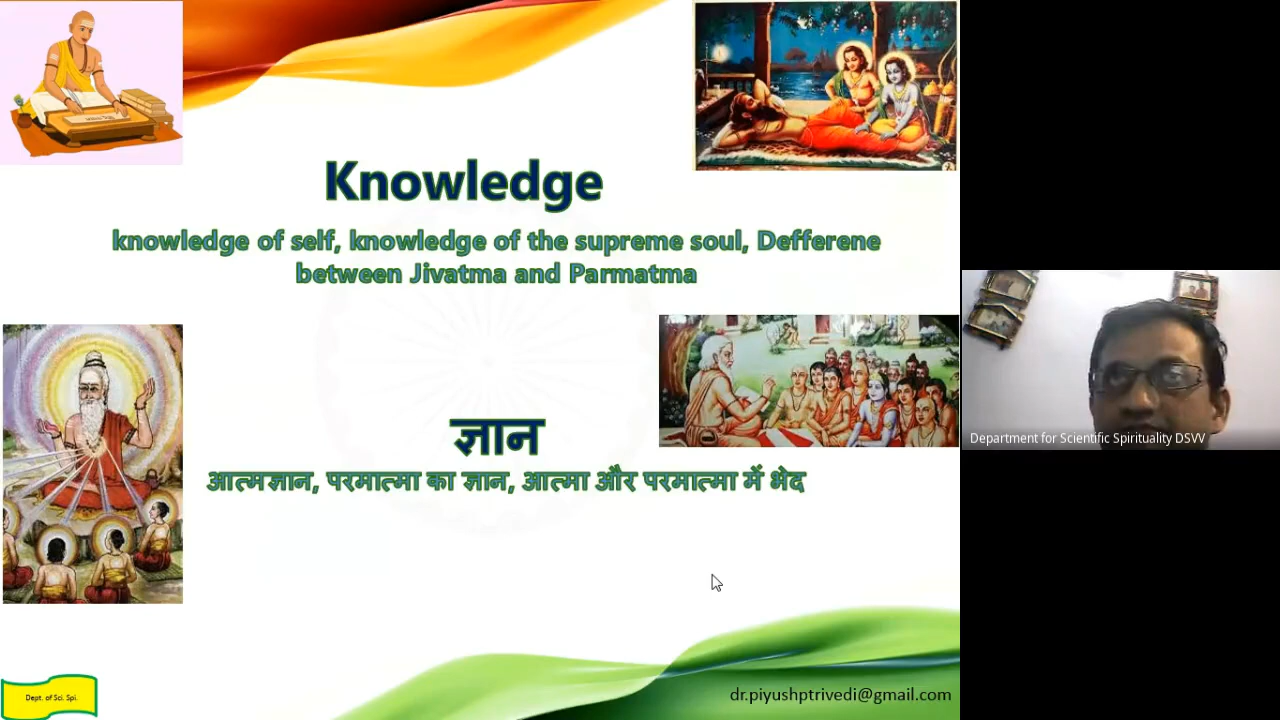 Knowledge
knowledge of self, knowledge of the supreme soul, Defferene
between Jivatma and Parmatma
ज्ञान
आत्मज्ञान, परमात्मा का ज्ञान, आत्मा और परमात्मा में भेद
Department for Scientific Spirituality DSVV
Dept. of Sci. Spi.
dr.piyushptrivedi@gmail.com